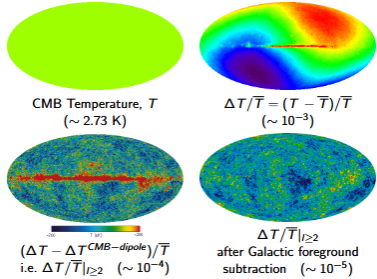 CMB Temperature, T
(∼ 2.73 K)
ΔT/T̅ = (T − T̅)/T̅
(∼ 10⁻³)
(ΔT − ΔT^{CMB−dipole})/T̅
i.e. ΔT/T̅|_{l≥2} (∼ 10⁻⁴)
ΔT/T̅|_{l≥2}
after Galactic foreground
subtraction (∼ 10⁻⁵)